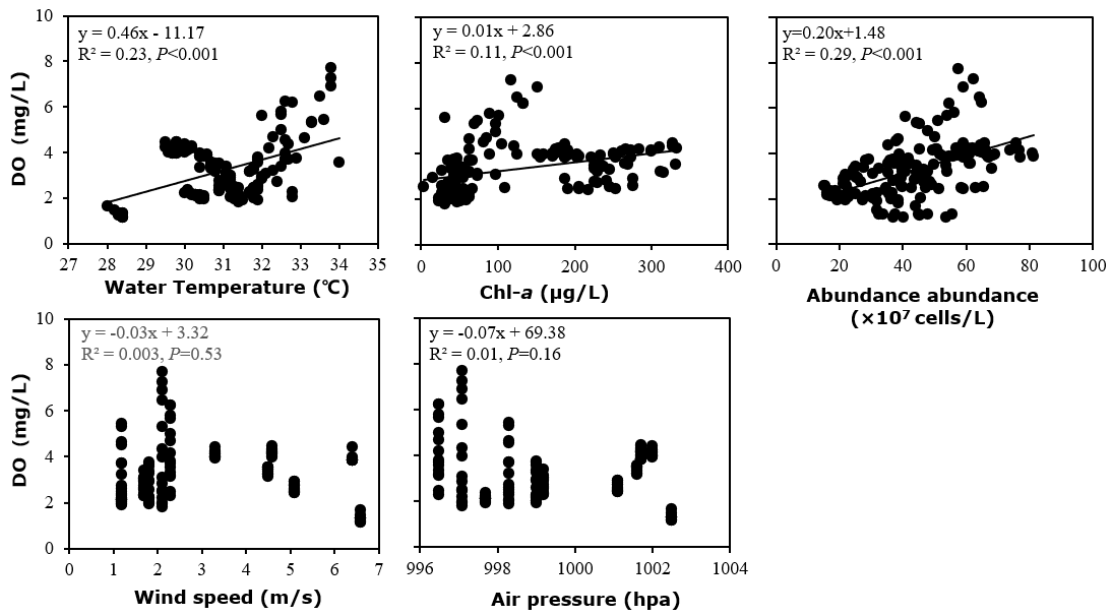 y = 0.46x - 11.17
R² = 0.23, P<0.001
y = 0.01x + 2.86
R² = 0.11, P<0.001
y=0.20x+1.48
R² = 0.29, P<0.001
DO (mg/L)
10
8
6
4
2
0
27 28 29 30 31 32 33 34 35
0 100 200 300 400
0 20 40 60 80 100
Water Temperature (℃)
Chl-a (µg/L)
Abundance abundance
(×10⁷ cells/L)
y = -0.03x + 3.32
R² = 0.003, P=0.53
y = -0.07x + 69.38
R² = 0.01, P=0.16
DO (mg/L)
10
8
6
4
2
0
0 1 2 3 4 5 6 7
996 998 1000 1002 1004
Wind speed (m/s)
Air pressure (hpa)